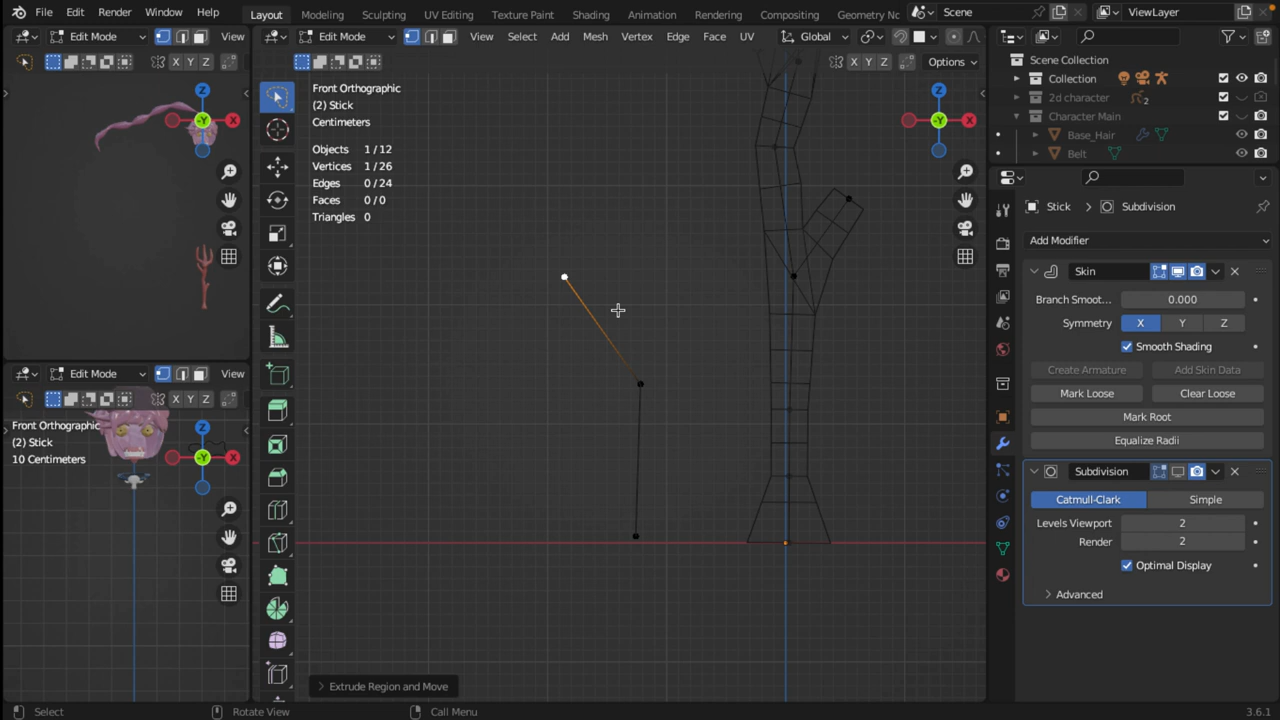 File Edit Render Window Help Layout Modeling Sculpting UV Editing Texture Paint Shading Animation Rendering Compositing Geometry Nc Scene ViewLayer
Edit Mode View
Edit Mode View Select Add Mesh Vertex Edge Face UV Global
X Y Z
X Y Z Options
Front Orthographic
(2) Stick
Centimeters
Objects 1/12
Vertices 1/26
Edges 0/24
Faces 0/0
Triangles 0
Z
X
-Y
Z
X
-Y
Edit Mode View
X Y Z
Front Orthographic
(2) Stick
10 Centimeters
Z
X
-Y
Extrude Region and Move
Scene Collection
Collection
2d character 2
Character Main
Base_Hair
Belt
Stick > Subdivision
Add Modifier
Skin
Branch Smoot... 0.000
Symmetry X Y Z
Smooth Shading
Create Armature Add Skin Data
Mark Loose Clear Loose
Mark Root
Equalize Radii
Subdivision
Catmull-Clark Simple
Levels Viewport 2
Render 2
Optimal Display
Advanced
Select Rotate View Call Menu 3.6.1